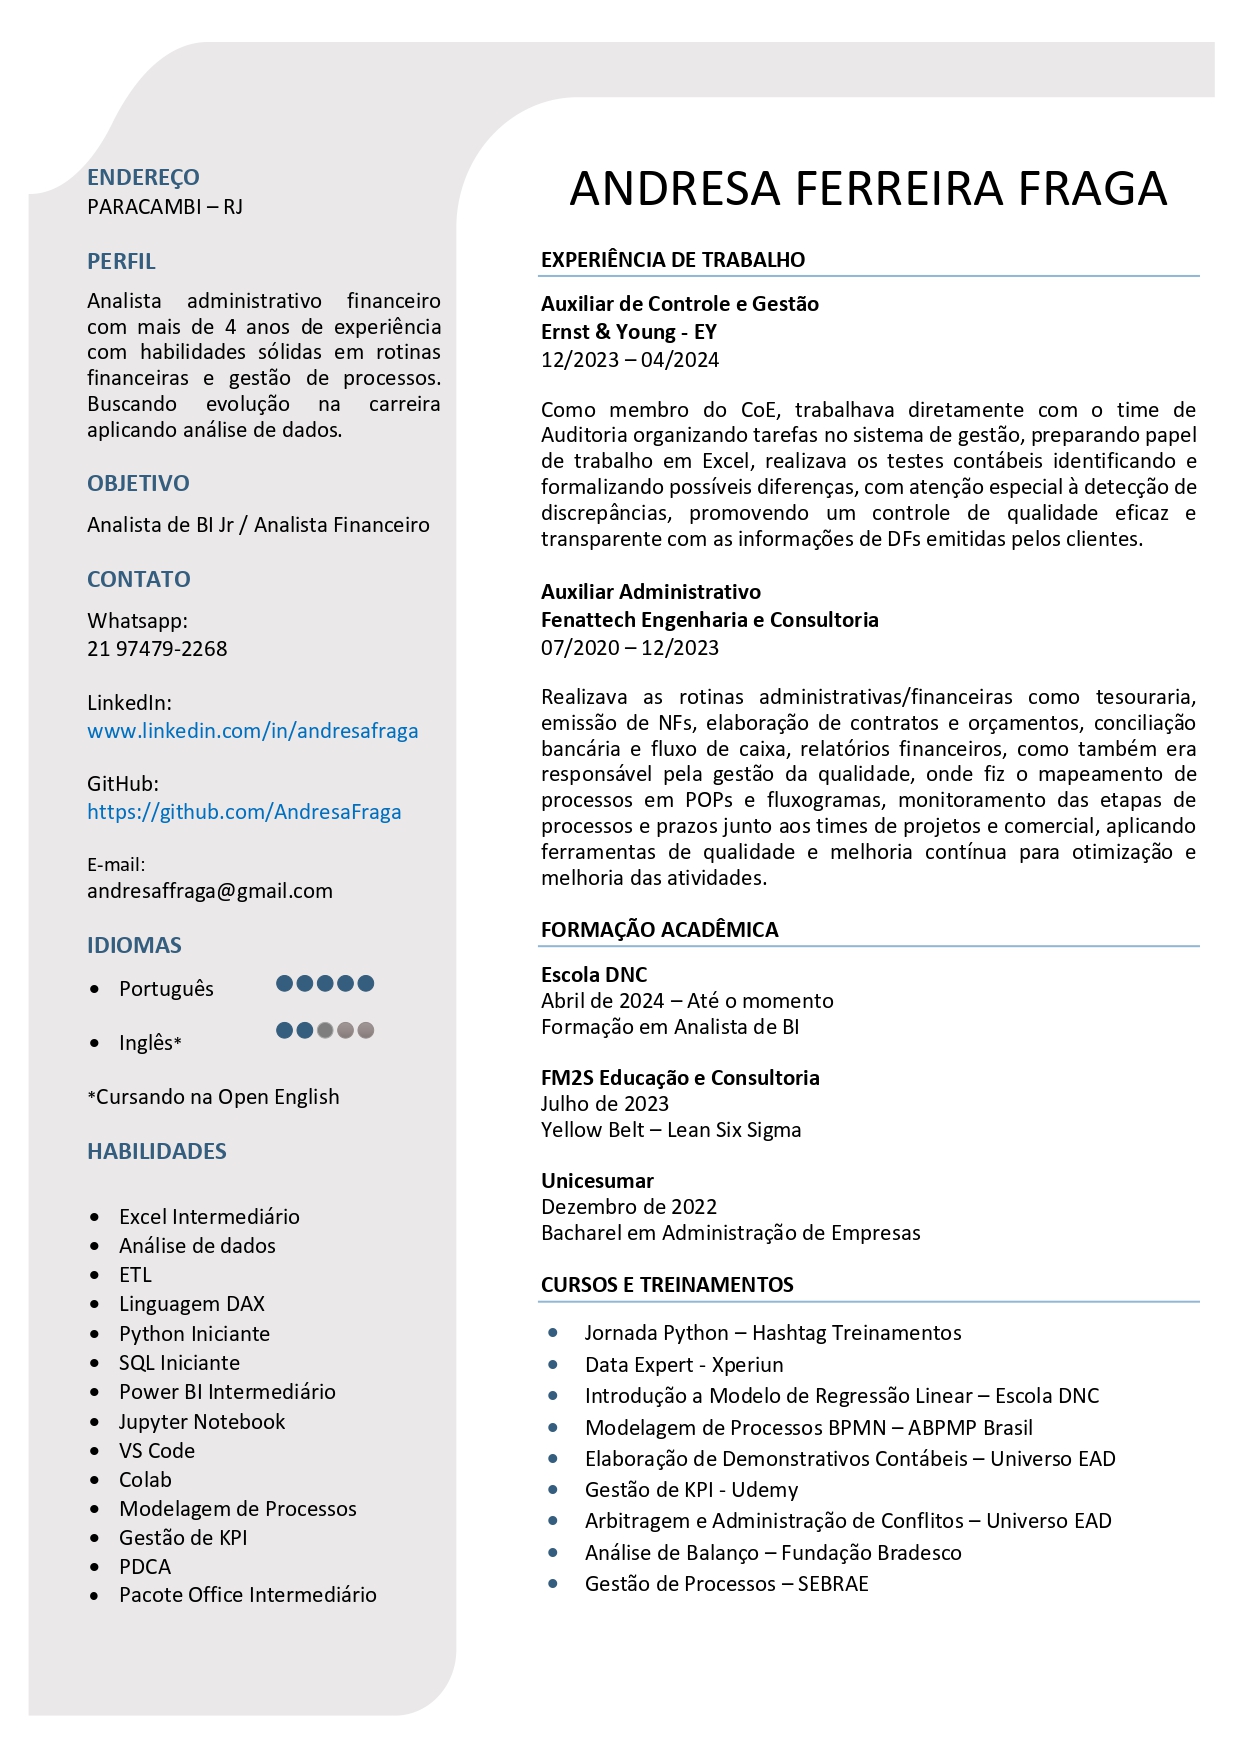 ENDEREÇO
PARACAMBI – RJ
PERFIL
Analista administrativo financeiro
com mais de 4 anos de experiência
com habilidades sólidas em rotinas
financeiras e gestão de processos.
Buscando evolução na carreira
aplicando análise de dados.
OBJETIVO
Analista de BI Jr / Analista Financeiro
CONTATO
Whatsapp:
21 97479-2268
LinkedIn:
www.linkedin.com/in/andresafraga
GitHub:
https://github.com/AndresaFraga
E-mail:
andresaffraga@gmail.com
IDIOMAS
• Português
• Inglês*
*Cursando na Open English
HABILIDADES
• Excel Intermediário
• Análise de dados
• ETL
• Linguagem DAX
• Python Iniciante
• SQL Iniciante
• Power BI Intermediário
• Jupyter Notebook
• VS Code
• Colab
• Modelagem de Processos
• Gestão de KPI
• PDCA
• Pacote Office Intermediário
ANDRESA FERREIRA FRAGA
EXPERIÊNCIA DE TRABALHO
Auxiliar de Controle e Gestão
Ernst & Young - EY
12/2023 – 04/2024
Como membro do CoE, trabalhava diretamente com o time de
Auditoria organizando tarefas no sistema de gestão, preparando papel
de trabalho em Excel, realizava os testes contábeis identificando e
formalizando possíveis diferenças, com atenção especial à detecção de
discrepâncias, promovendo um controle de qualidade eficaz e
transparente com as informações de DFs emitidas pelos clientes.
Auxiliar Administrativo
Fenattech Engenharia e Consultoria
07/2020 – 12/2023
Realizava as rotinas administrativas/financeiras como tesouraria,
emissão de NFs, elaboração de contratos e orçamentos, conciliação
bancária e fluxo de caixa, relatórios financeiros, como também era
responsável pela gestão da qualidade, onde fiz o mapeamento de
processos em POPs e fluxogramas, monitoramento das etapas de
processos e prazos junto aos times de projetos e comercial, aplicando
ferramentas de qualidade e melhoria contínua para otimização e
melhoria das atividades.
FORMAÇÃO ACADÊMICA
Escola DNC
Abril de 2024 – Até o momento
Formação em Analista de BI
FM2S Educação e Consultoria
Julho de 2023
Yellow Belt – Lean Six Sigma
Unicesumar
Dezembro de 2022
Bacharel em Administração de Empresas
CURSOS E TREINAMENTOS
• Jornada Python – Hashtag Treinamentos
• Data Expert - Xperiun
• Introdução a Modelo de Regressão Linear – Escola DNC
• Modelagem de Processos BPMN – ABPMP Brasil
• Elaboração de Demonstrativos Contábeis – Universo EAD
• Gestão de KPI - Udemy
• Arbitragem e Administração de Conflitos – Universo EAD
• Análise de Balanço – Fundação Bradesco
• Gestão de Processos – SEBRAE